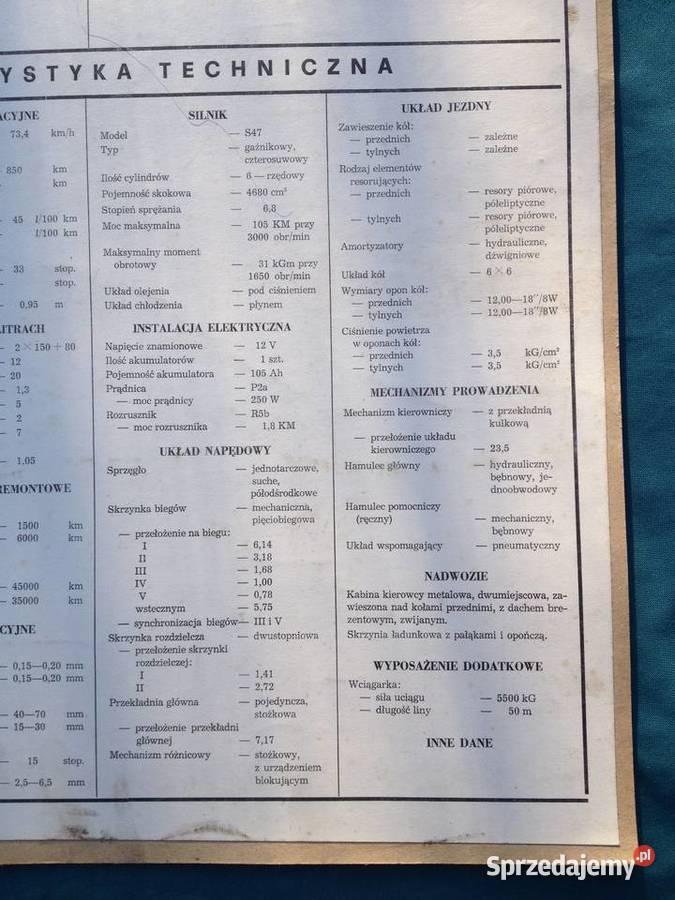 YSTYKA TECHNICZNA
ACYJNE
73,4 km/h
- 850 km
- km
- 45 l/100 km
- l/100 km
- 33 stop.
- stop.
- 0,95 m
LITRACH
— 2 × 150 + 80
— 12
— 20
— 1,3
— 5
— 2
— 7
— 1,05
REMONTOWE
— 1500 km
— 6000 km
— 45000 km
— 35000 km
CYJNE
— 0,15—0,20 mm
— 0,15—0,20 mm
— 40—70 mm
— 15—30 mm
— 15 stop.
— 2,5—6,5 mm
SILNIK
Model — S47
Typ — gaźnikowy,
czterosuwowy
Ilość cylindrów — 6 — rzędowy
Pojemność skokowa — 4680 cm³
Stopień sprężania — 6,8
Moc maksymalna — 105 KM przy
3000 obr/min
Maksymalny moment
obrotowy — 31 kGm przy
1650 obr/min
Układ olejenia — pod ciśnieniem
Układ chłodzenia — płynem
INSTALACJA ELEKTRYCZNA
Napięcie znamionowe — 12 V
Ilość akumulatorów — 1 szt.
Pojemność akumulatora — 105 Ah
Prądnica — P2a
— moc prądnicy — 250 W
Rozrusznik — R5b
— moc rozrusznika — 1,8 KM
UKŁAD NAPĘDOWY
Sprzęgło — jednotarczowe,
suche,
półodśrodkowe
Skrzynka biegów — mechaniczna,
pięciobiegowa
— przełożenie na biegu:
I — 6,14
II — 3,18
III — 1,68
IV — 1,00
V — 0,78
wstecznym — 5,75
— synchronizacja biegów — III i V
Skrzynka rozdzielcza — dwustopniowa
— przełożenie skrzynki
rozdzielczej:
I — 1,41
II — 2,72
Przekładnia główna — pojedyncza,
stożkowa
— przełożenie przekładni
głównej — 7,17
Mechanizm różnicowy — stożkowy,
z urządzeniem
blokującym
UKŁAD JEZDNY
Zawieszenie kół:
— przednich — zależne
— tylnych — zależne
Rodzaj elementów
resorujących:
— przednich — resory piórowe,
półeliptyczne
— tylnych — resory piórowe,
półeliptyczne
Amortyzatory — hydrauliczne,
dźwigniowe
Układ kół — 6 × 6
Wymiary opon kół:
— przednich — 12,00—18″/8W
— tylnych — 12,00—18″/8W
Ciśnienie powietrza
w oponach kół:
— przednich — 3,5 kG/cm²
— tylnych — 3,5 kG/cm²
MECHANIZMY PROWADZENIA
Mechanizm kierowniczy — z przekładnią
kulkową
— przełożenie układu
kierowniczego — 23,5
Hamulec główny — hydrauliczny,
bębnowy, je-
dnoobwodowy
Hamulec pomocniczy
(ręczny) — mechaniczny,
bębnowy
Układ wspomagający — pneumatyczny
NADWOZIE
Kabina kierowcy metalowa, dwumiejscowa, za-
wieszona nad kołami przednimi, z dachem bre-
zentowym, zwijanym.
Skrzynia ładunkowa z pałąkami i opończą.
WYPOSAŻENIE DODATKOWE
Wciągarka:
— siła uciągu — 5500 kG
— długość liny — 50 m
INNE DANE
Sprzedajemy.pl